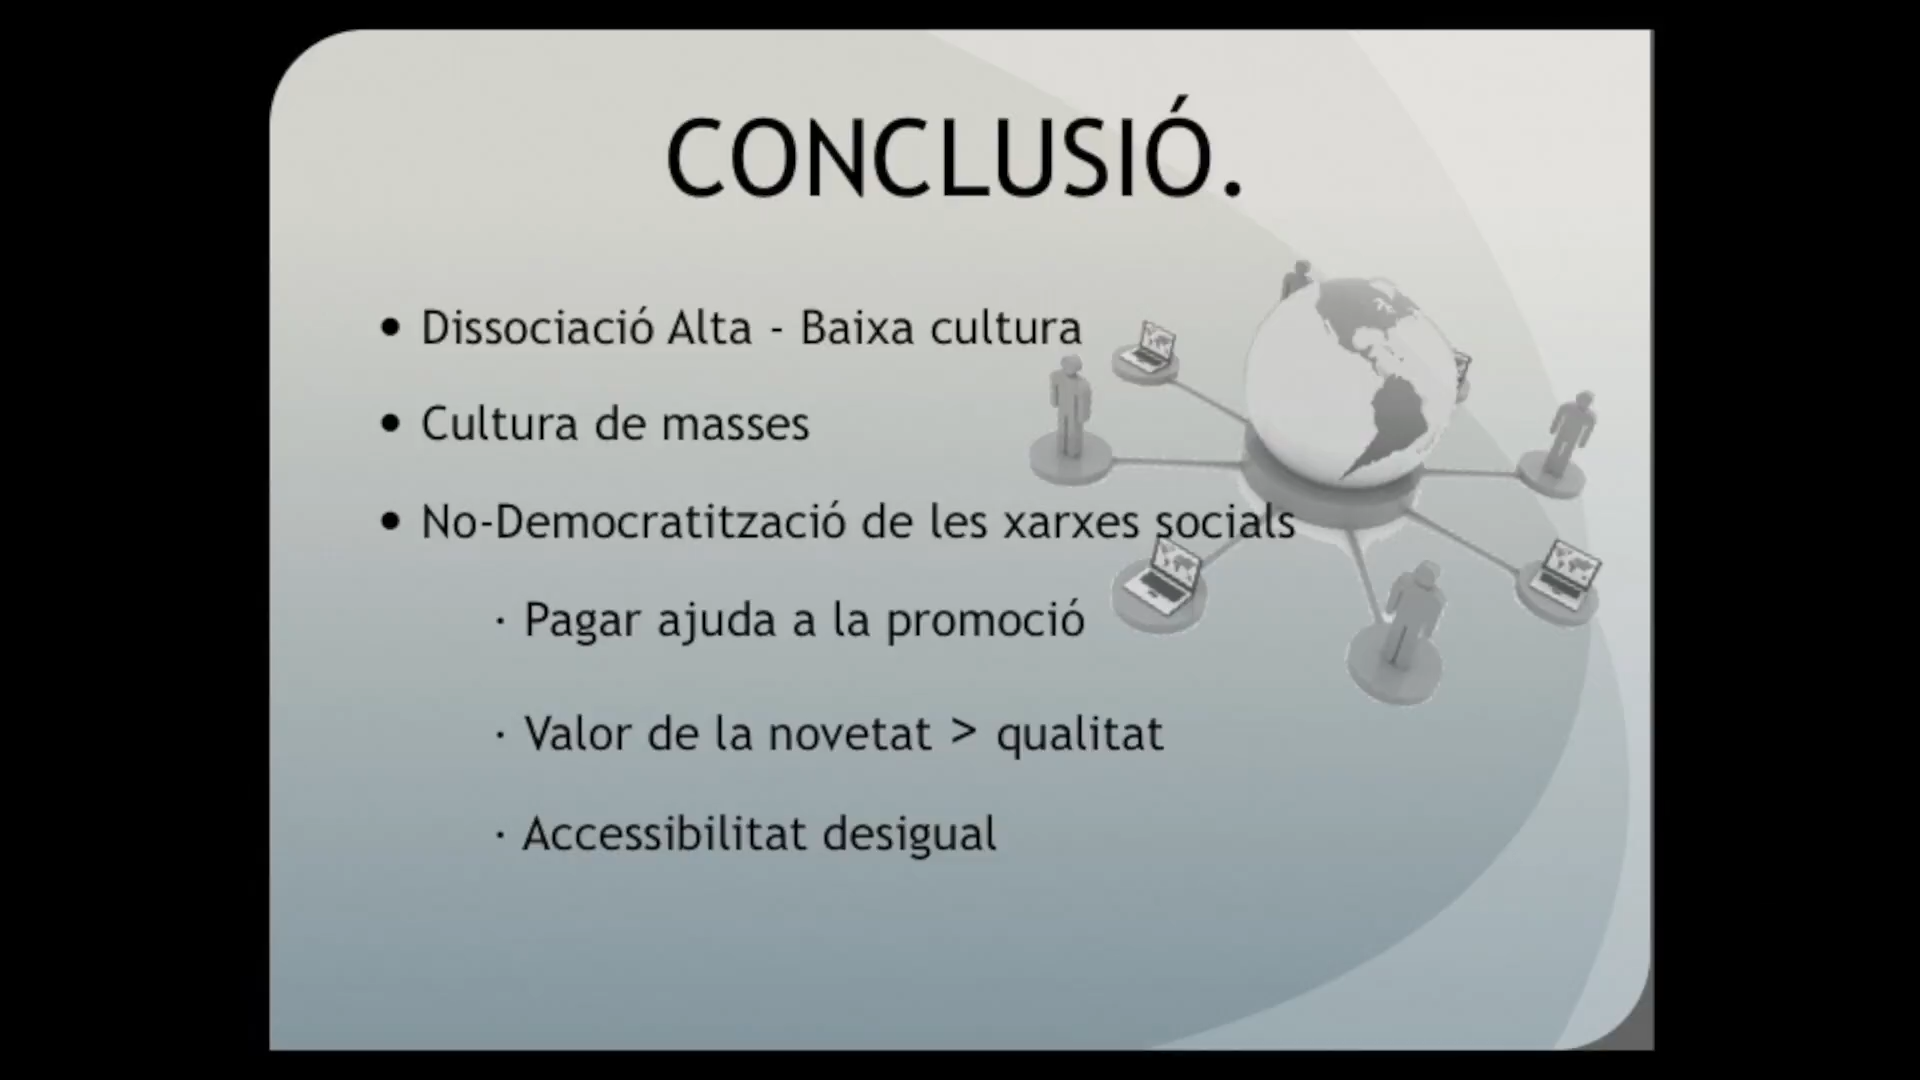 CONCLUSIÓ.
• Dissociació Alta - Baixa cultura
• Cultura de masses
• No-Democratització de les xarxes socials
· Pagar ajuda a la promoció
· Valor de la novetat > qualitat
· Accessibilitat desigual